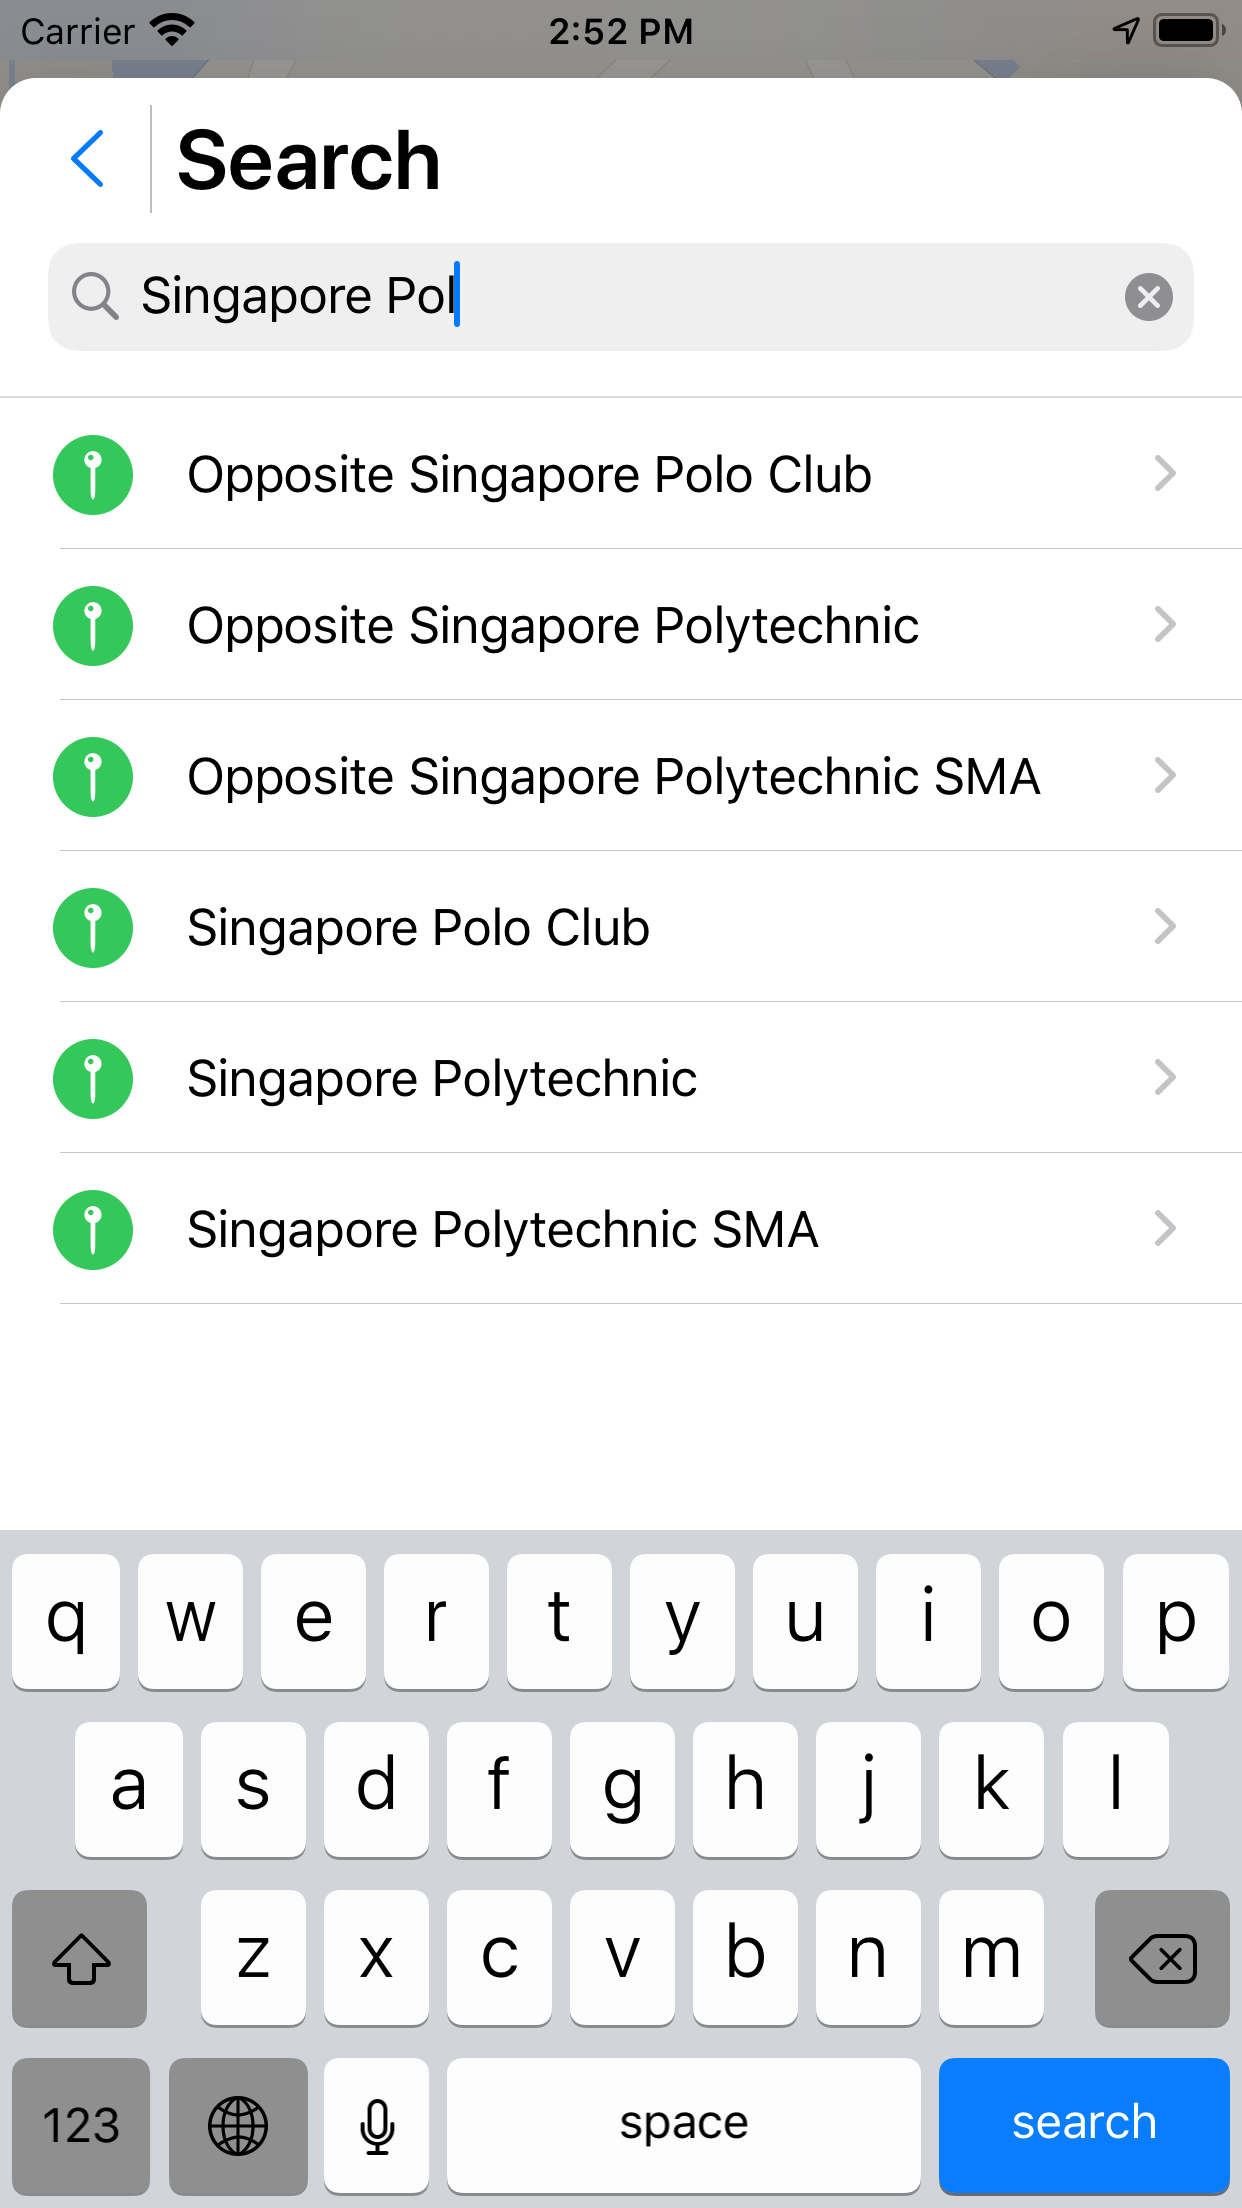 Carrier 2:52 PM
Search
Singapore Pol
Opposite Singapore Polo Club
Opposite Singapore Polytechnic
Opposite Singapore Polytechnic SMA
Singapore Polo Club
Singapore Polytechnic
Singapore Polytechnic SMA
q w e r t y u i o p
a s d f g h j k l
z x c v b n m
123 space search